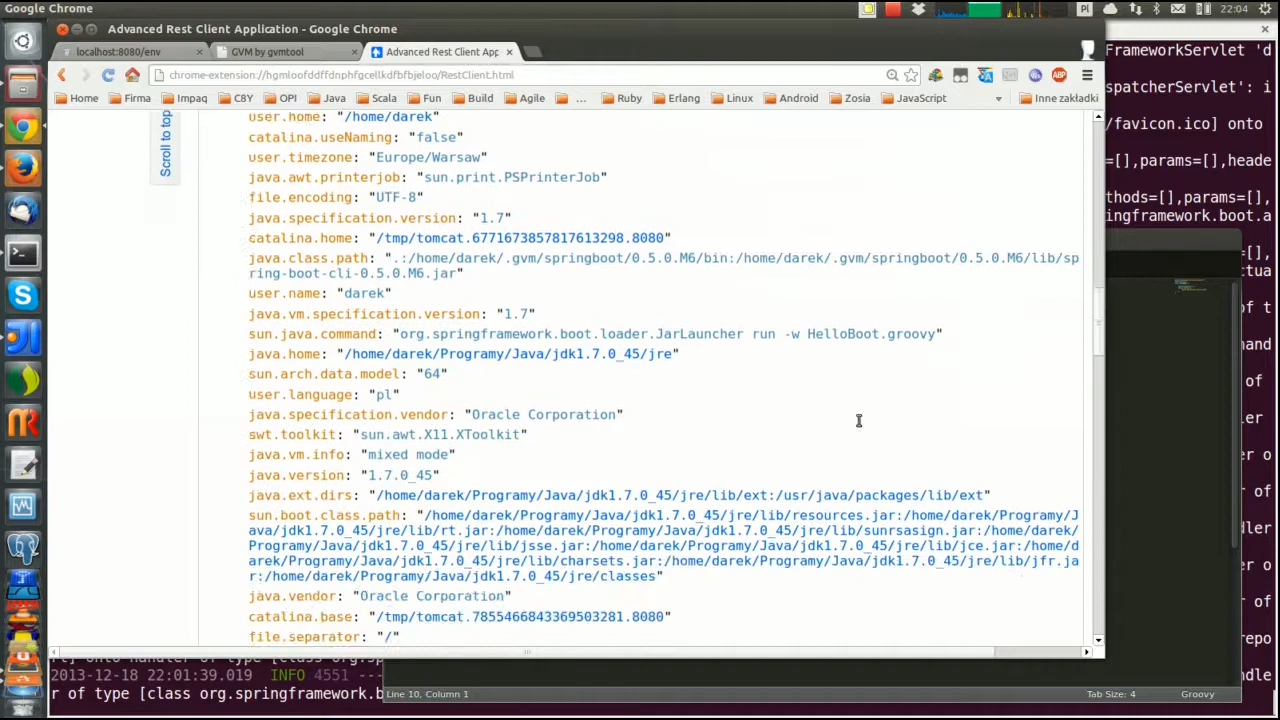 Google Chrome
Pl
22:04
Advanced Rest Client Application - Google Chrome
localhost:8080/env
GVM by gvmtool
Advanced Rest Client App
chrome-extension://hgmloofddffdnphfgcellkdfbfbjeloo/RestClient.html
Home
Firma
Impaq
C8Y
OPI
Java
Scala
Fun
Build
Agile
...
Ruby
Erlang
Linux
Android
Zosia
JavaScript
Inne zakładki
Scroll to top
user.home: "/home/darek"
catalina.useNaming: "false"
user.timezone: "Europe/Warsaw"
java.awt.printerjob: "sun.print.PSPrinterJob"
file.encoding: "UTF-8"
java.specification.version: "1.7"
catalina.home: "/tmp/tomcat.6771673857817613298.8080"
java.class.path: ".:/home/darek/.gvm/springboot/0.5.0.M6/bin:/home/darek/.gvm/springboot/0.5.0.M6/lib/sp
ring-boot-cli-0.5.0.M6.jar"
user.name: "darek"
java.vm.specification.version: "1.7"
sun.java.command: "org.springframework.boot.loader.JarLauncher run -w HelloBoot.groovy"
java.home: "/home/darek/Programy/Java/jdk1.7.0_45/jre"
sun.arch.data.model: "64"
user.language: "pl"
java.specification.vendor: "Oracle Corporation"
swt.toolkit: "sun.awt.X11.XToolkit"
java.vm.info: "mixed mode"
java.version: "1.7.0_45"
java.ext.dirs: "/home/darek/Programy/Java/jdk1.7.0_45/jre/lib/ext:/usr/java/packages/lib/ext"
sun.boot.class.path: "/home/darek/Programy/Java/jdk1.7.0_45/jre/lib/resources.jar:/home/darek/Programy/J
ava/jdk1.7.0_45/jre/lib/rt.jar:/home/darek/Programy/Java/jdk1.7.0_45/jre/lib/sunrsasign.jar:/home/darek/
Programy/Java/jdk1.7.0_45/jre/lib/jsse.jar:/home/darek/Programy/Java/jdk1.7.0_45/jre/lib/jce.jar:/home/d
arek/Programy/Java/jdk1.7.0_45/jre/lib/charsets.jar:/home/darek/Programy/Java/jdk1.7.0_45/jre/lib/jfr.ja
r:/home/darek/Programy/Java/jdk1.7.0_45/jre/classes"
java.vendor: "Oracle Corporation"
catalina.base: "/tmp/tomcat.7855466843369503281.8080"
file.separator: "/"
FrameworkServlet 'd
spatcherServlet': i
/favicon.ico] onto
=[],params=[],heade
thods=[],params=[],
ingframework.boot.a
2013-12-18 22:01:39.019 INFO 4551 ---
r of type [class org.springframework.b
Line 10, Column 1
Tab Size: 4
Groovy